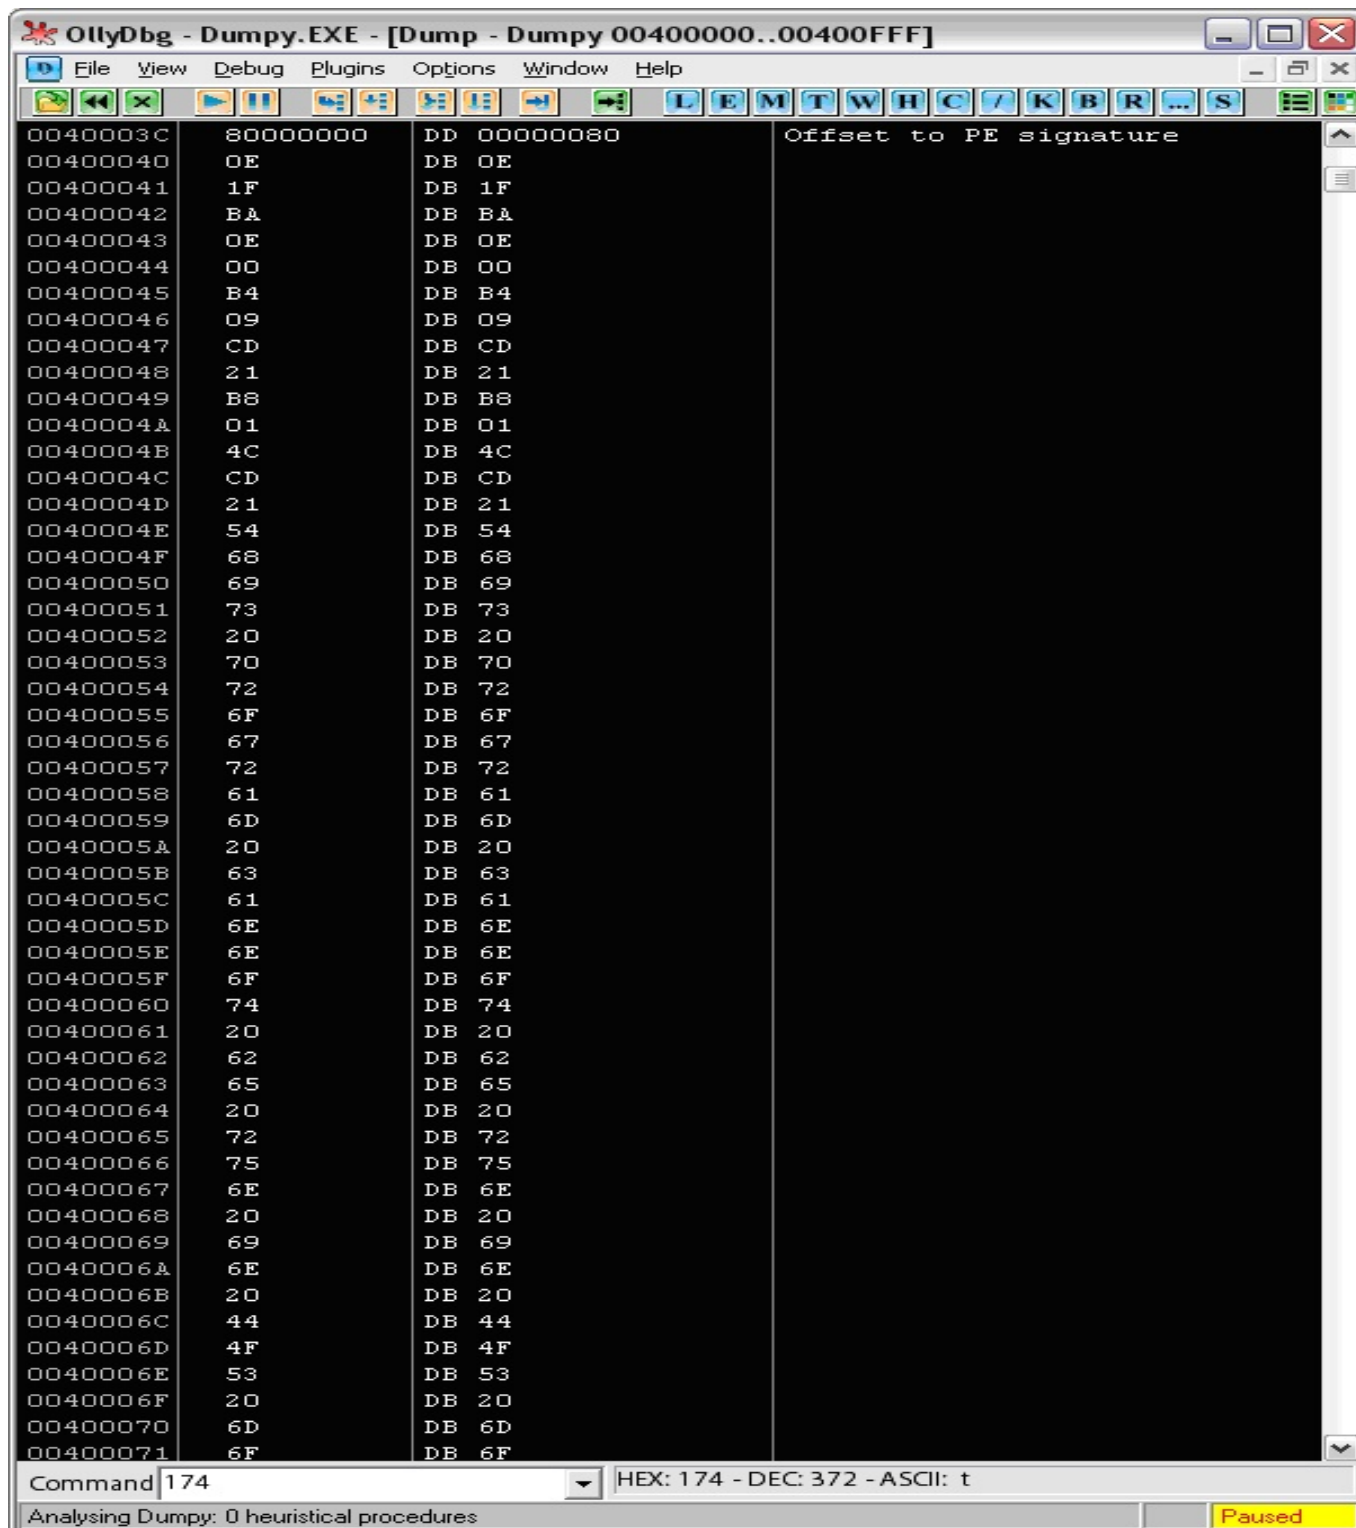 OllyDbg - Dumpy.EXE - [Dump - Dumpy 00400000..00400FFF]
File View Debug Plugins Options Window Help
L E M T W H C / K B R ... S
0040003C 80000000 DD 00000080 Offset to PE signature
00400040 0E DB 0E
00400041 1F DB 1F
00400042 BA DB BA
00400043 0E DB 0E
00400044 00 DB 00
00400045 B4 DB B4
00400046 09 DB 09
00400047 CD DB CD
00400048 21 DB 21
00400049 B8 DB B8
0040004A 01 DB 01
0040004B 4C DB 4C
0040004C CD DB CD
0040004D 21 DB 21
0040004E 54 DB 54
0040004F 68 DB 68
00400050 69 DB 69
00400051 73 DB 73
00400052 20 DB 20
00400053 70 DB 70
00400054 72 DB 72
00400055 6F DB 6F
00400056 67 DB 67
00400057 72 DB 72
00400058 61 DB 61
00400059 6D DB 6D
0040005A 20 DB 20
0040005B 63 DB 63
0040005C 61 DB 61
0040005D 6E DB 6E
0040005E 6E DB 6E
0040005F 6F DB 6F
00400060 74 DB 74
00400061 20 DB 20
00400062 62 DB 62
00400063 65 DB 65
00400064 20 DB 20
00400065 72 DB 72
00400066 75 DB 75
00400067 6E DB 6E
00400068 20 DB 20
00400069 69 DB 69
0040006A 6E DB 6E
0040006B 20 DB 20
0040006C 44 DB 44
0040006D 4F DB 4F
0040006E 53 DB 53
0040006F 20 DB 20
00400070 6D DB 6D
00400071 6F DB 6F
Command 174 HEX: 174 - DEC: 372 - ASCII: t
Analysing Dumpy: 0 heuristical procedures Paused